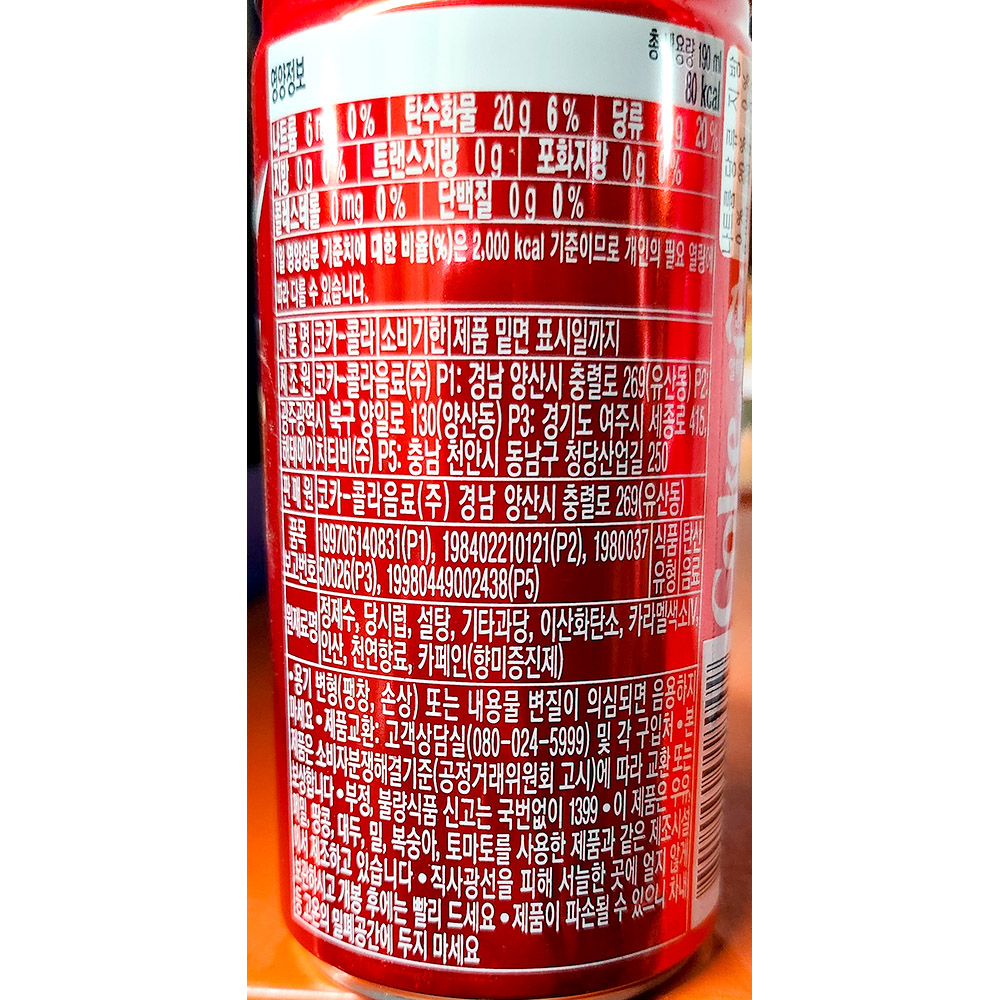 영양정보
총내용량 190 ml
80 kcal
나트륨 6 mg 0% 탄수화물 20 g 6% 당류 20%
지방 0 g 0% 트랜스지방 0 g 포화지방 0 g 0%
콜레스테롤 0 mg 0% 단백질 0 g 0%
1일 영양성분 기준치에 대한 비율(%)은 2,000 kcal 기준이므로 개인의 필요 열량에
따라 다를 수 있습니다.
제품명 코카-콜라 소비기한 제품 밑면 표시일까지
제조원 코카-콜라음료(주) P1: 경남 양산시 충렬로 269(유산동) P2:
광주광역시 북구 양일로 130(양산동) P3: 경기도 여주시 세종로 415,
해태에이치티비(주) P5: 충남 천안시 동남구 청당산업길 250
판매원 코카-콜라음료(주) 경남 양산시 충렬로 269(유산동)
품목보고번호 199706140831(P1), 198402210121(P2), 1980037
50026(P3), 19980449002438(P5)
식품유형 탄산음료
원재료명 정제수, 당시럽, 설탕, 기타과당, 이산화탄소, 카라멜색소IV,
인산, 천연향료, 카페인(향미증진제)
•용기 변형(팽창, 손상) 또는 내용물 변질이 의심되면 음용하지
마세요 •제품교환: 고객상담실(080-024-5999) 및 각 구입처 •본
제품은 소비자분쟁해결기준(공정거래위원회 고시)에 따라 교환 또는
보상합니다 •부정, 불량식품 신고는 국번없이 1399 •이 제품은 우유,
메밀, 땅콩, 대두, 밀, 복숭아, 토마토를 사용한 제품과 같은 제조시설
에서 제조하고 있습니다 •직사광선을 피해 서늘한 곳에 얼지 않게
보관하시고 개봉 후에는 빨리 드세요 •제품이 파손될 수 있으니 차내
등 고온의 밀폐공간에 두지 마세요
Coke